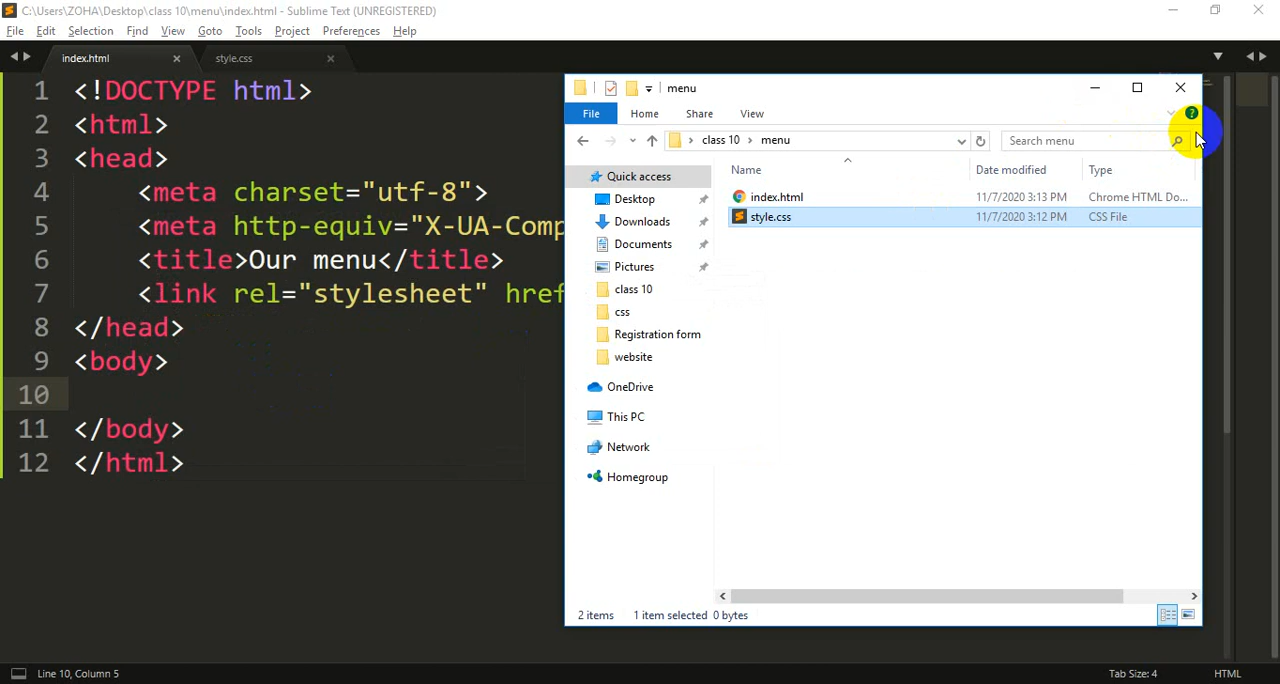 C:\Users\ZOHA\Desktop\class 10\menu\index.html - Sublime Text (UNREGISTERED)
File Edit Selection Find View Goto Tools Project Preferences Help
index.html style.css
1 <!DOCTYPE html>
2 <html>
3 <head>
4 <meta charset="utf-8">
5 <meta http-equiv="X-UA-Comp
6 <title>Our menu</title>
7 <link rel="stylesheet" href
8 </head>
9 <body>
10
11 </body>
12 </html>
menu
File Home Share View
class 10 menu Search menu
Name Date modified Type
index.html 11/7/2020 3:13 PM Chrome HTML Do...
style.css 11/7/2020 3:12 PM CSS File
Quick access
Desktop
Downloads
Documents
Pictures
class 10
css
Registration form
website
OneDrive
This PC
Network
Homegroup
2 items 1 item selected 0 bytes
Line 10, Column 5 Tab Size: 4 HTML